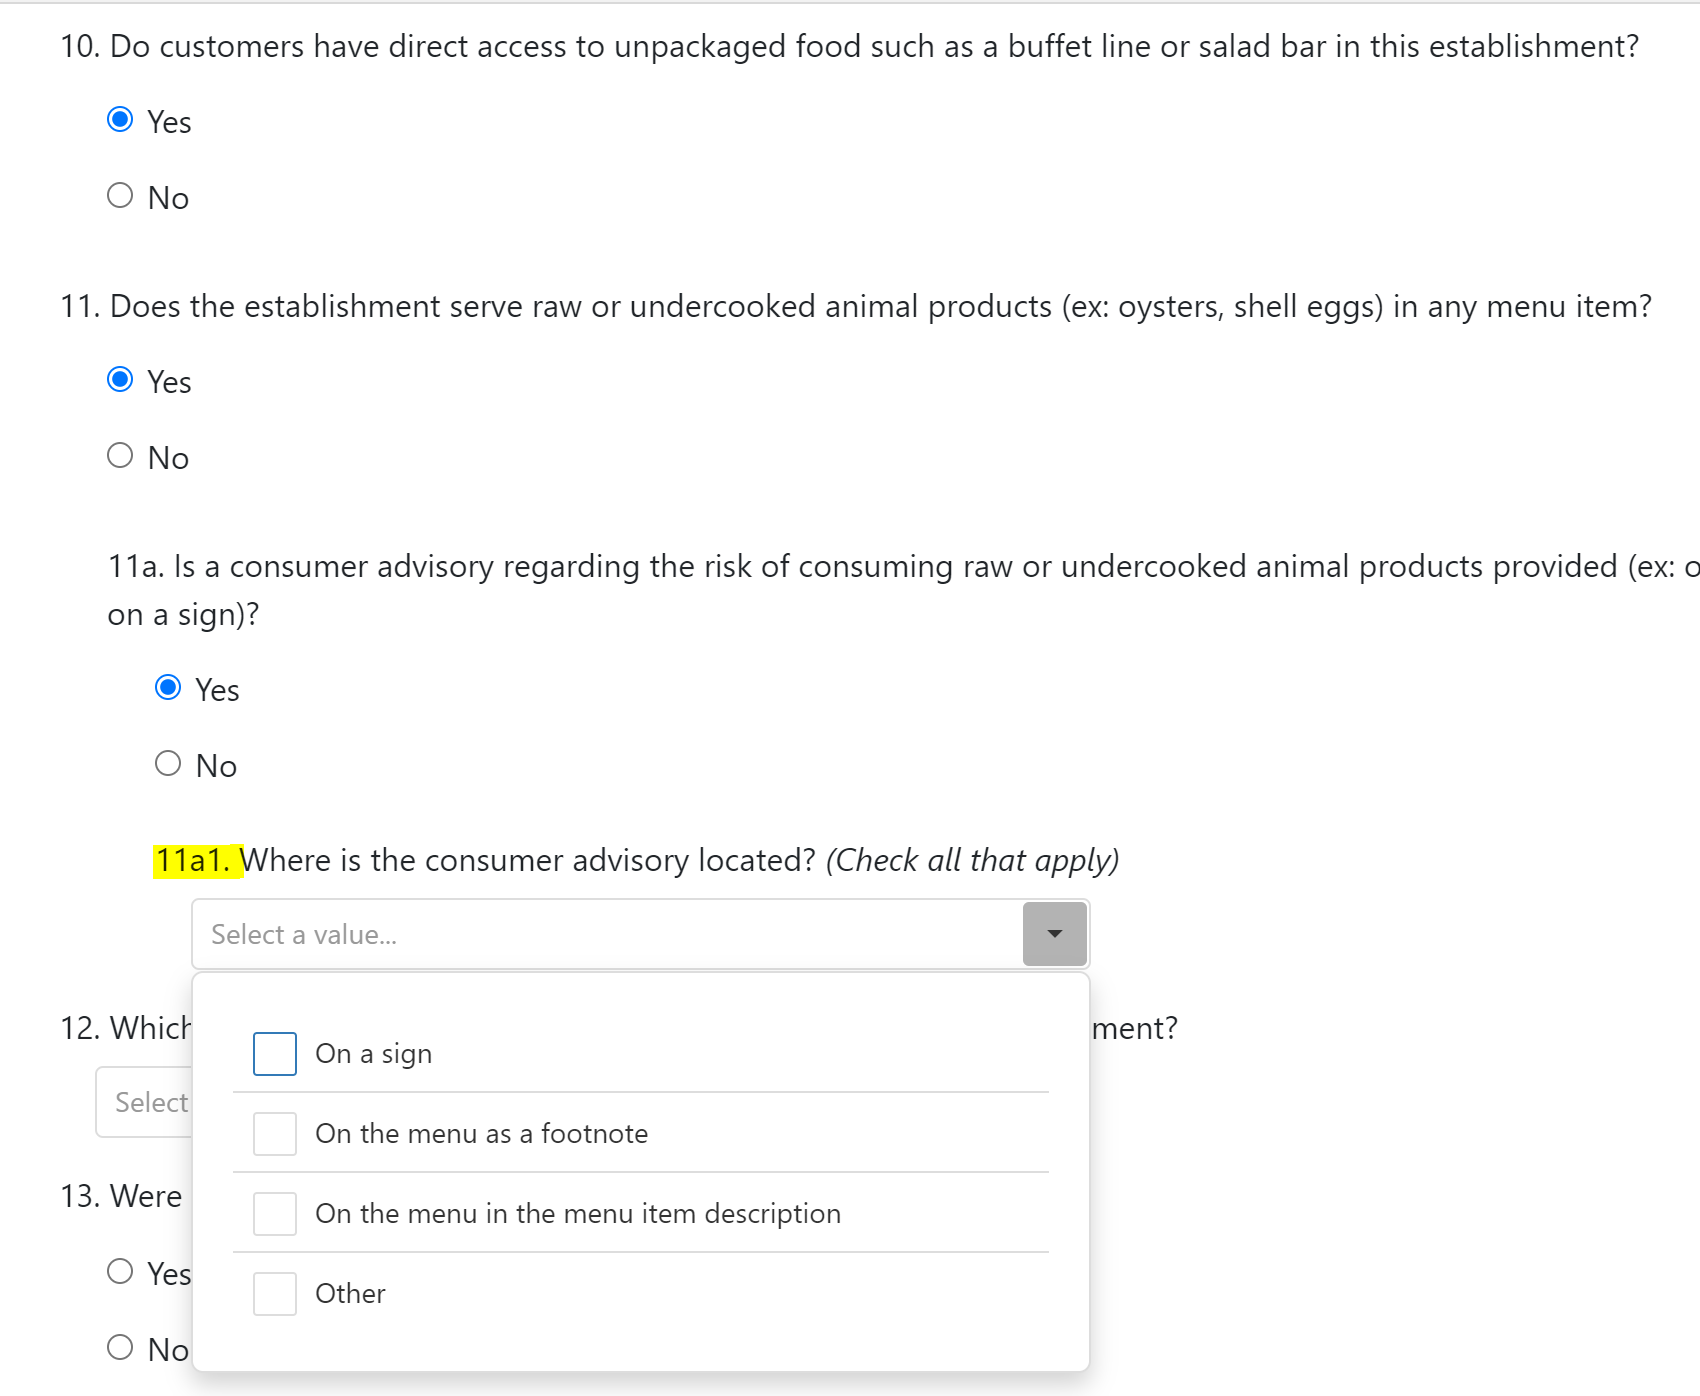 10. Do customers have direct access to unpackaged food such as a buffet line or salad bar in this establishment?
Yes
No
11. Does the establishment serve raw or undercooked animal products (ex: oysters, shell eggs) in any menu item?
Yes
No
11a. Is a consumer advisory regarding the risk of consuming raw or undercooked animal products provided (ex:
on a sign)?
Yes
No
11a1. Where is the consumer advisory located? (Check all that apply)
Select a value...
On a sign
On the menu as a footnote
On the menu in the menu item description
Other
12. Which ment?
Select
13. Were
Yes
No